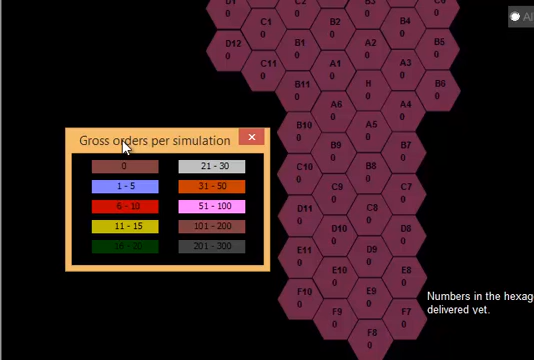 D1
C2
B3
C6
0
C1
0
B2
0
B4
0
Al
D12
0
B1
0
A2
0
B5
0
C11
0
A1
0
A3
0
B11
0
H
0
B6
0
A6
0
A4
0
B10
0
A5
0
Gross orders per simulation
B9
0
B7
0
0
21 - 30
C10
0
B8
0
1 - 5
31 - 50
C9
0
C7
0
6 - 10
51 - 100
D11
0
C8
0
11 - 15
101 - 200
D10
0
D8
0
16 - 20
201 - 300
E11
0
D9
0
E10
0
E8
0
F10
0
E9
0
Numbers in the hexago
delivered yet.
F9
0
F7
0
F8
0